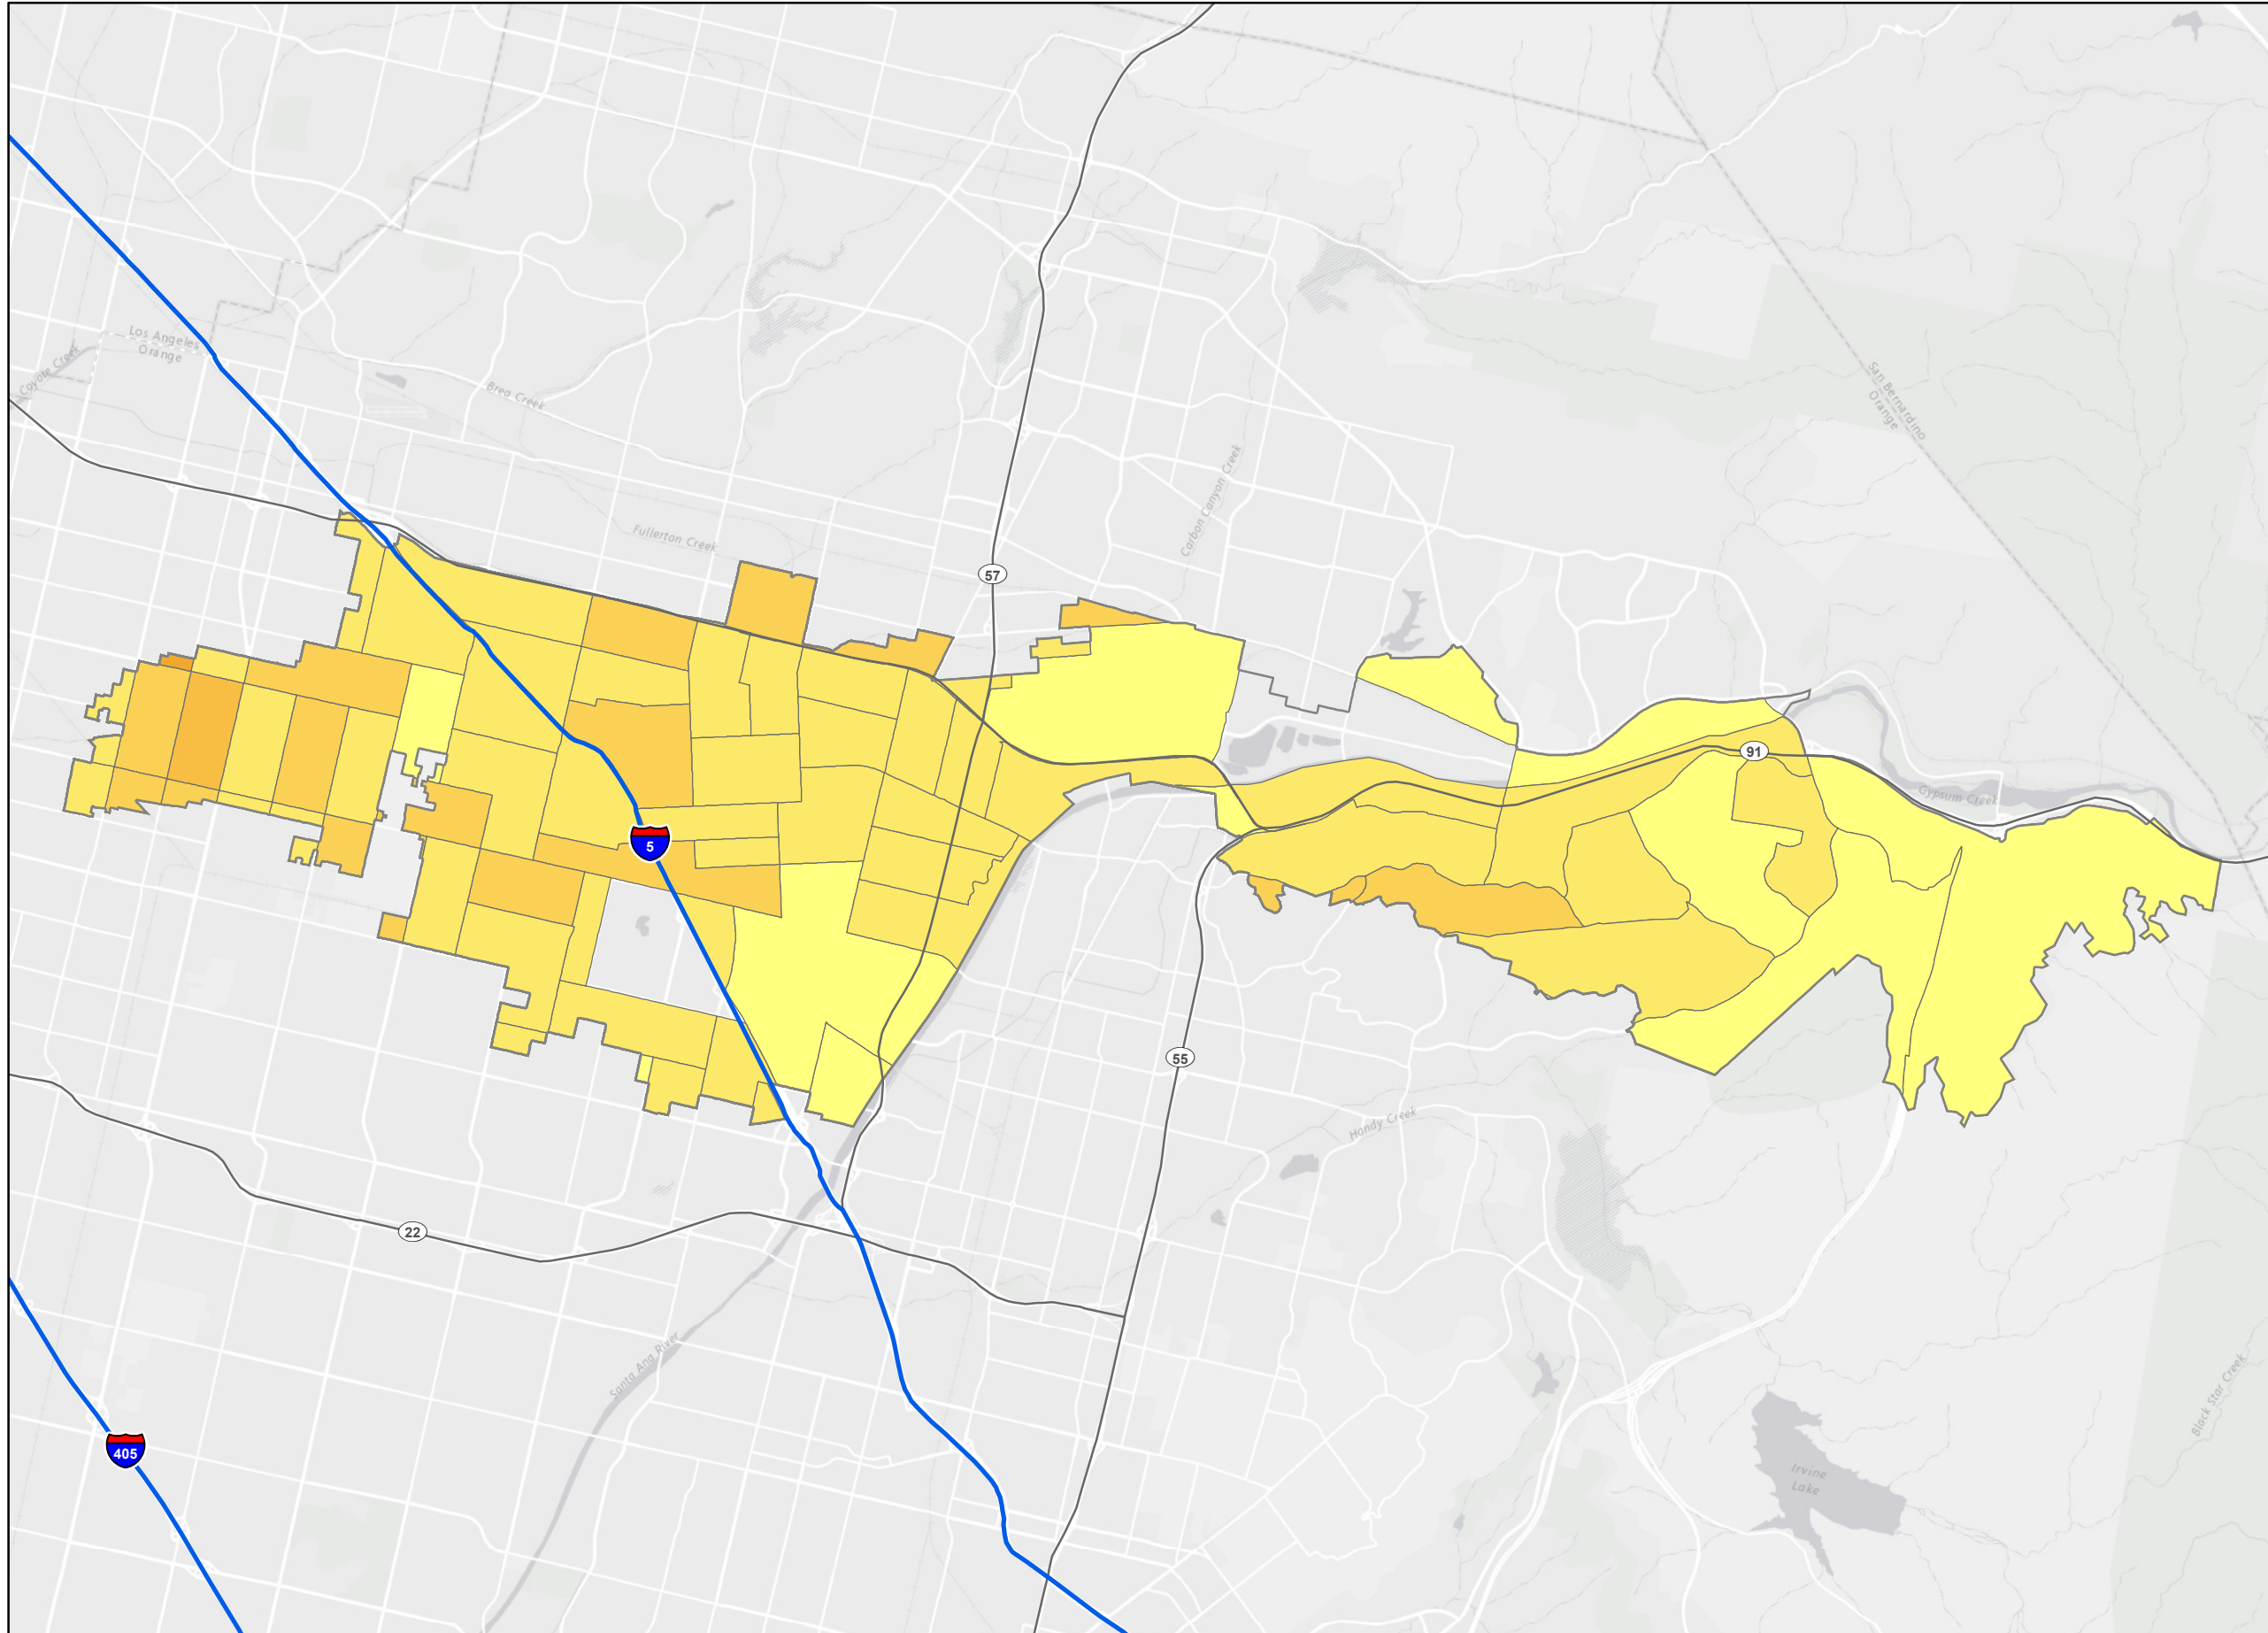 Los Angeles
Orange
Coyote Creek
Brea Creek
San Bernardino
Orange
Carbon Canyon Creek
Fullerton Creek
57
91
Gypsum Creek
5
55
Handy Creek
22
Santa Ana River
Black Star Creek
405
Irvine
Lake